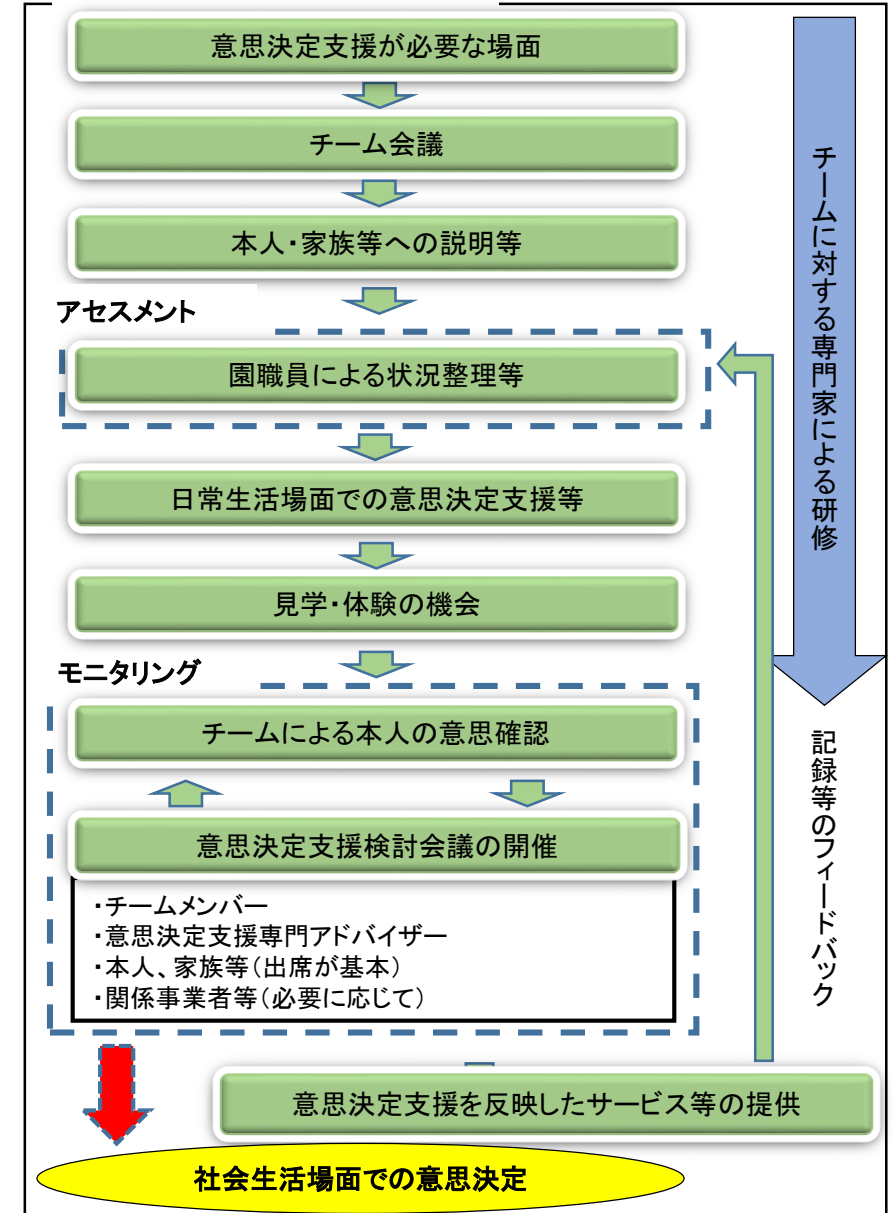 意思決定支援が必要な場面
チーム会議
本人・家族等への説明等
アセスメント
園職員による状況整理等
日常生活場面での意思決定支援等
見学・体験の機会
モニタリング
チームによる本人の意思確認
意思決定支援検討会議の開催
・チームメンバー
・意思決定支援専門アドバイザー
・本人、家族等（出席が基本）
・関係事業者等（必要に応じて）
意思決定支援を反映したサービス等の提供
社会生活場面での意思決定
チームに対する専門家による研修
記録等のフィードバック